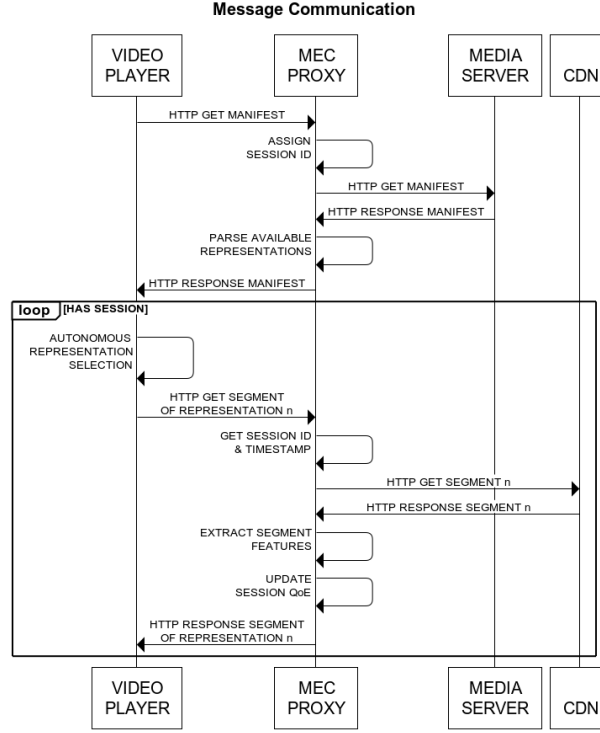 Message Communication
VIDEO
PLAYER
MEC
PROXY
MEDIA
SERVER
CDN
HTTP GET MANIFEST
ASSIGN
SESSION ID
HTTP GET MANIFEST
HTTP RESPONSE MANIFEST
PARSE AVAILABLE
REPRESENTATIONS
HTTP RESPONSE MANIFEST
loop [HAS SESSION]
AUTONOMOUS
REPRESENTATION
SELECTION
HTTP GET SEGMENT
OF REPRESENTATION n
GET SESSION ID
& TIMESTAMP
HTTP GET SEGMENT n
HTTP RESPONSE SEGMENT n
EXTRACT SEGMENT
FEATURES
UPDATE
SESSION QoE
HTTP RESPONSE SEGMENT
OF REPRESENTATION n
VIDEO
PLAYER
MEC
PROXY
MEDIA
SERVER
CDN